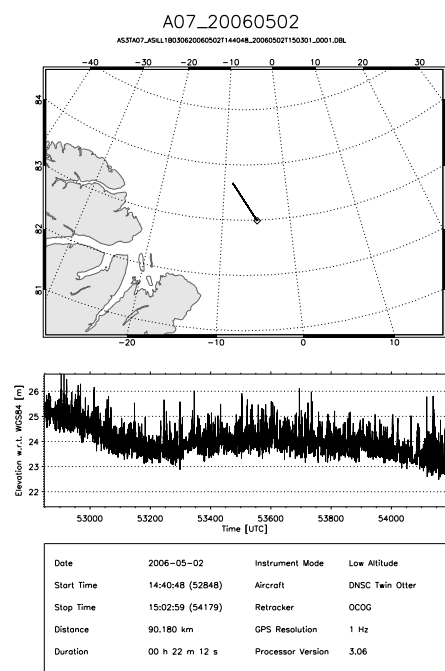 A07_20060502
AS3TA07_ASILL1B030620060502T144048_20060502T150301_0001.DBL
-40 -30 -20 -10 0 10 20 30
84
83
82
81
-20 -10 0 10
Elevation w.r.t. WGS84 [m]
26
25
24
23
22
53000 53200 53400 53600 53800 54000
Time [UTC]
Date 2006-05-02 Instrument Mode Low Altitude
Start Time 14:40:48 (52848) Aircraft DNSC Twin Otter
Stop Time 15:02:59 (54179) Retracker OCOG
Distance 90.180 km GPS Resolution 1 Hz
Duration 00 h 22 m 12 s Processor Version 3.06